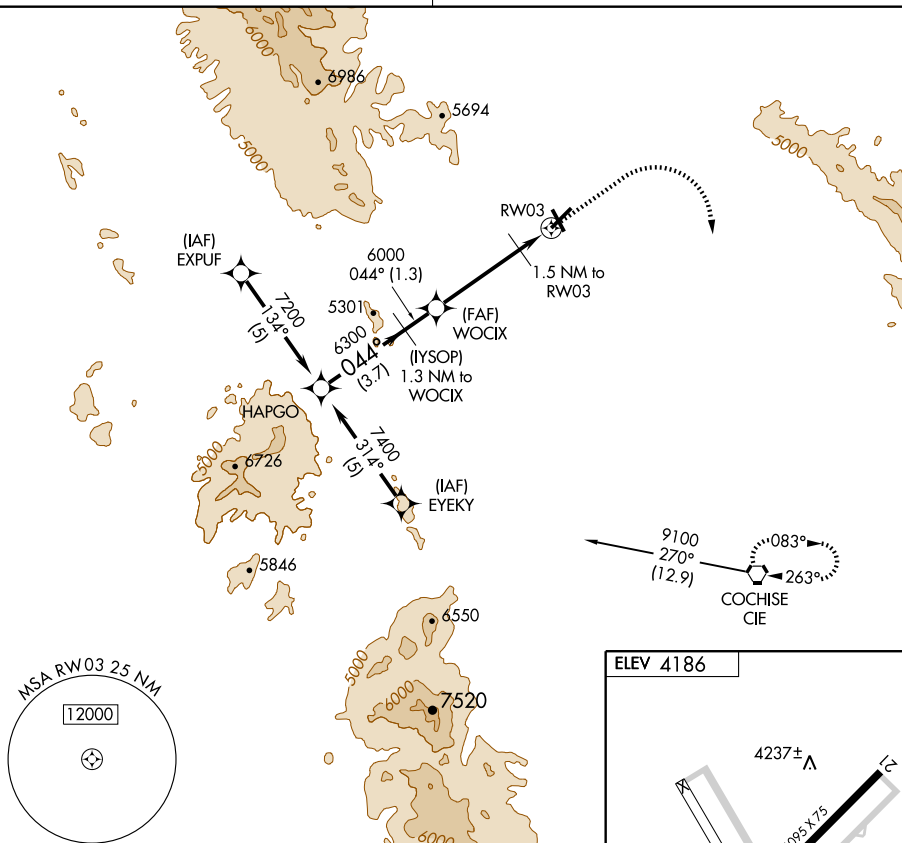 6000
6986
5694
5000
5000
RW03
(IAF)
EXPUF
6000
044° (1.3)
1.5 NM to
RW03
7200
134°
(5)
5301
(FAF)
WOCIX
6300
044°
(3.7)
(IYSOP)
1.3 NM to
WOCIX
HAPGO
5000
6726
7400
314°
(5)
(IAF)
EYEKY
9100
270°
(12.9)
083°
263°
COCHISE
CIE
5846
6550
5000
6000
7520
6000
MSA RW03 25 NM
12000
ELEV 4186
4237±
21
095 X 75